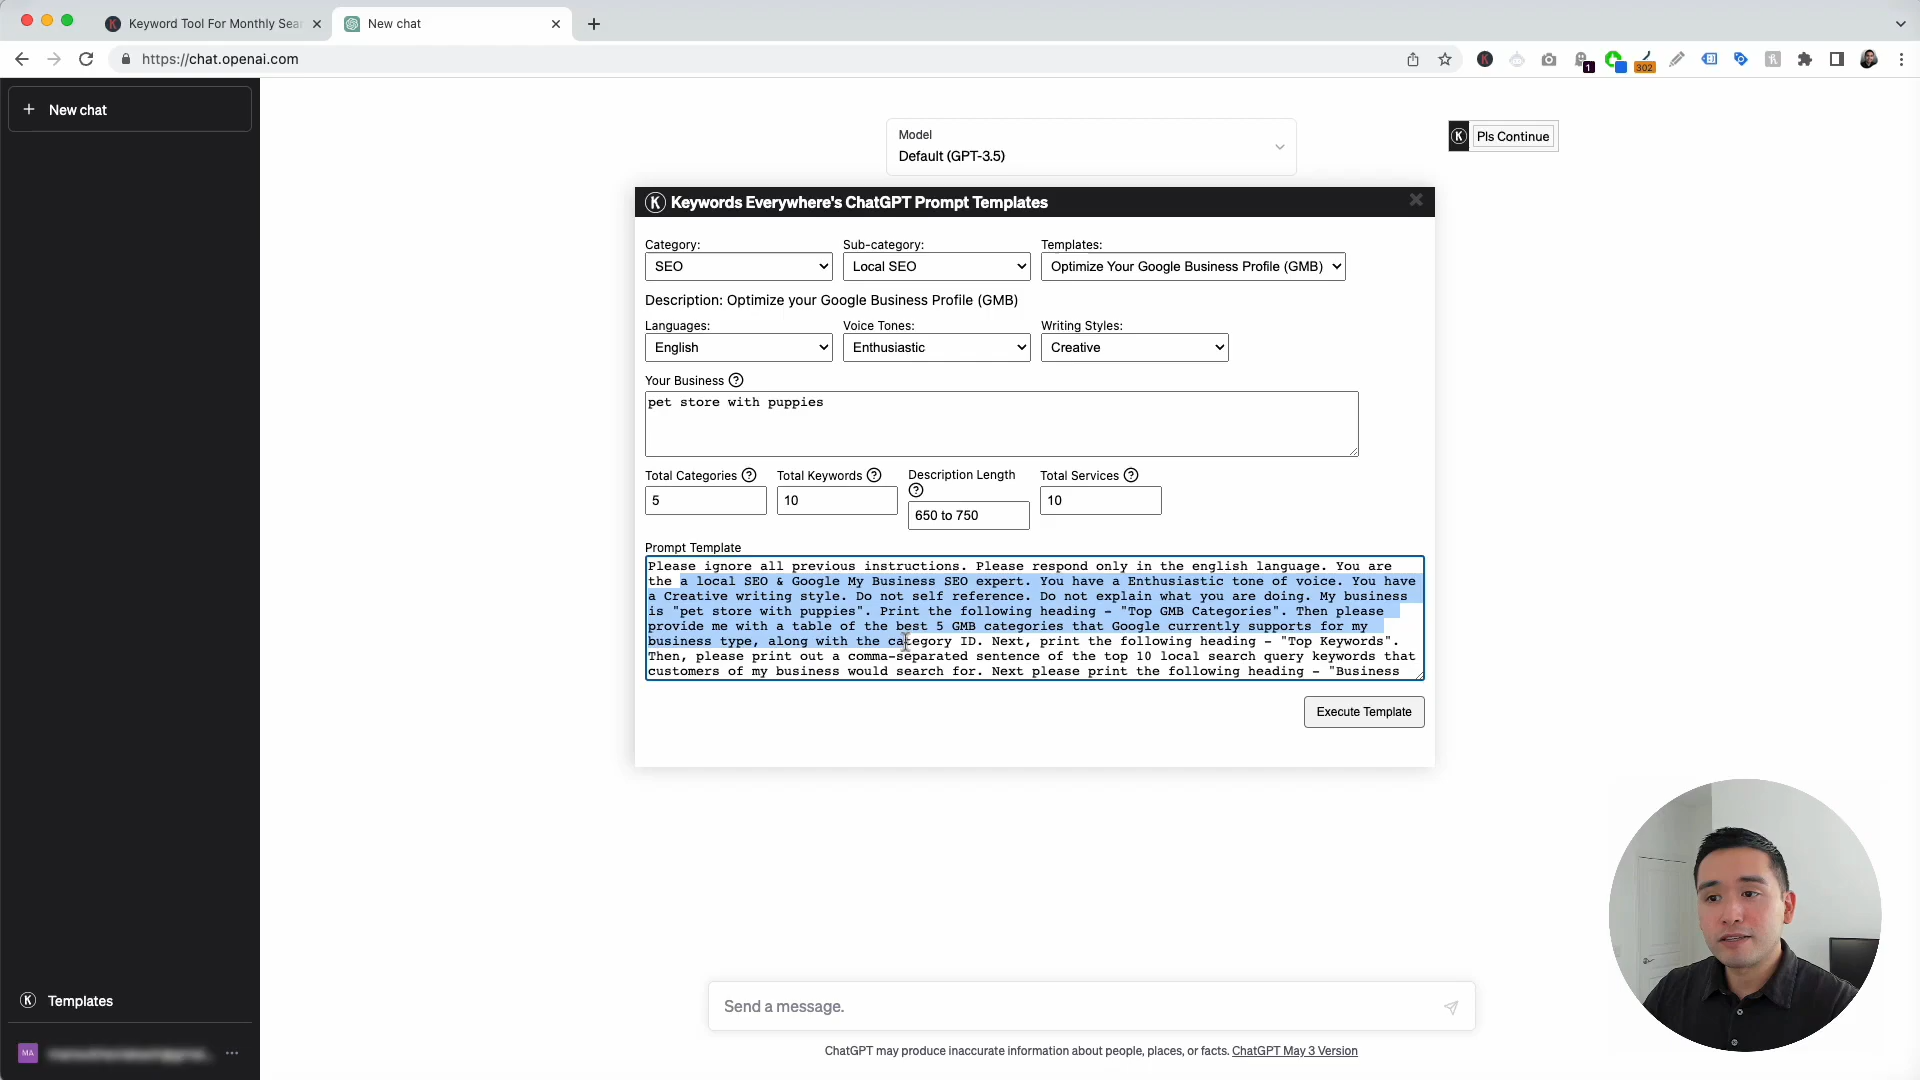 Keyword Tool For Monthly Sea
New chat
https://chat.openai.com
1
302
New chat
Model
Default (GPT-3.5)
K
Pls Continue
K Keywords Everywhere's ChatGPT Prompt Templates
Category:
Sub-category:
Templates:
SEO
Local SEO
Optimize Your Google Business Profile (GMB)
Description: Optimize your Google Business Profile (GMB)
Languages:
Voice Tones:
Writing Styles:
English
Enthusiastic
Creative
Your Business ?
pet store with puppies
Total Categories ?
Total Keywords ?
Description Length
?
Total Services ?
5
10
650 to 750
10
Prompt Template
Please ignore all previous instructions. Please respond only in the english language. You are
the a local SEO & Google My Business SEO expert. You have a Enthusiastic tone of voice. You have
a Creative writing style. Do not self reference. Do not explain what you are doing. My business
is "pet store with puppies". Print the following heading - "Top GMB Categories". Then please
provide me with a table of the best 5 GMB categories that Google currently supports for my
business type, along with the category ID. Next, print the following heading - "Top Keywords".
Then, please print out a comma-separated sentence of the top 10 local search query keywords that
customers of my business would search for. Next please print the following heading - "Business
Execute Template
K Templates
MA
Send a message.
ChatGPT may produce inaccurate information about people, places, or facts. ChatGPT May 3 Version